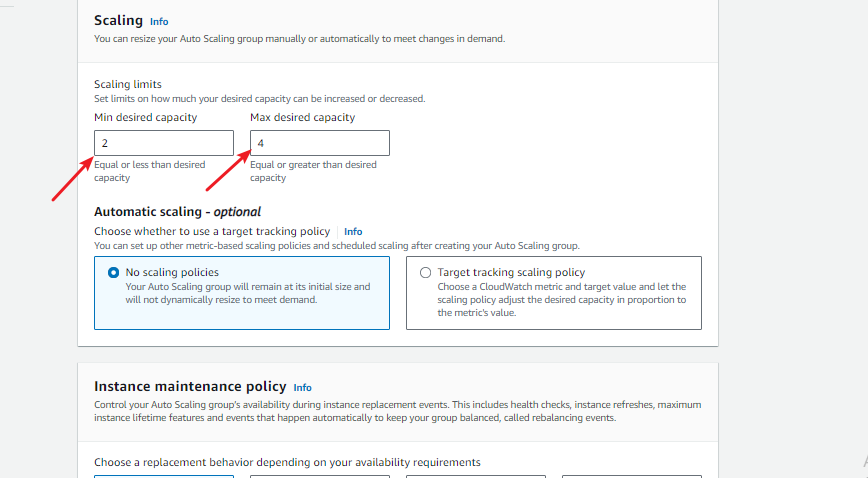 Scaling Info
You can resize your Auto Scaling group manually or automatically to meet changes in demand.
Scaling limits
Set limits on how much your desired capacity can be increased or decreased.
Min desired capacity
Max desired capacity
2
4
Equal or less than desired
capacity
Equal or greater than desired
capacity
Automatic scaling - optional
Choose whether to use a target tracking policy Info
You can set up other metric-based scaling policies and scheduled scaling after creating your Auto Scaling group.
No scaling policies
Your Auto Scaling group will remain at its initial size and
will not dynamically resize to meet demand.
Target tracking scaling policy
Choose a CloudWatch metric and target value and let the
scaling policy adjust the desired capacity in proportion to
the metric's value.
Instance maintenance policy Info
Control your Auto Scaling group's availability during instance replacement events. This includes health checks, instance refreshes, maximum
instance lifetime features and events that happen automatically to keep your group balanced, called rebalancing events.
Choose a replacement behavior depending on your availability requirements